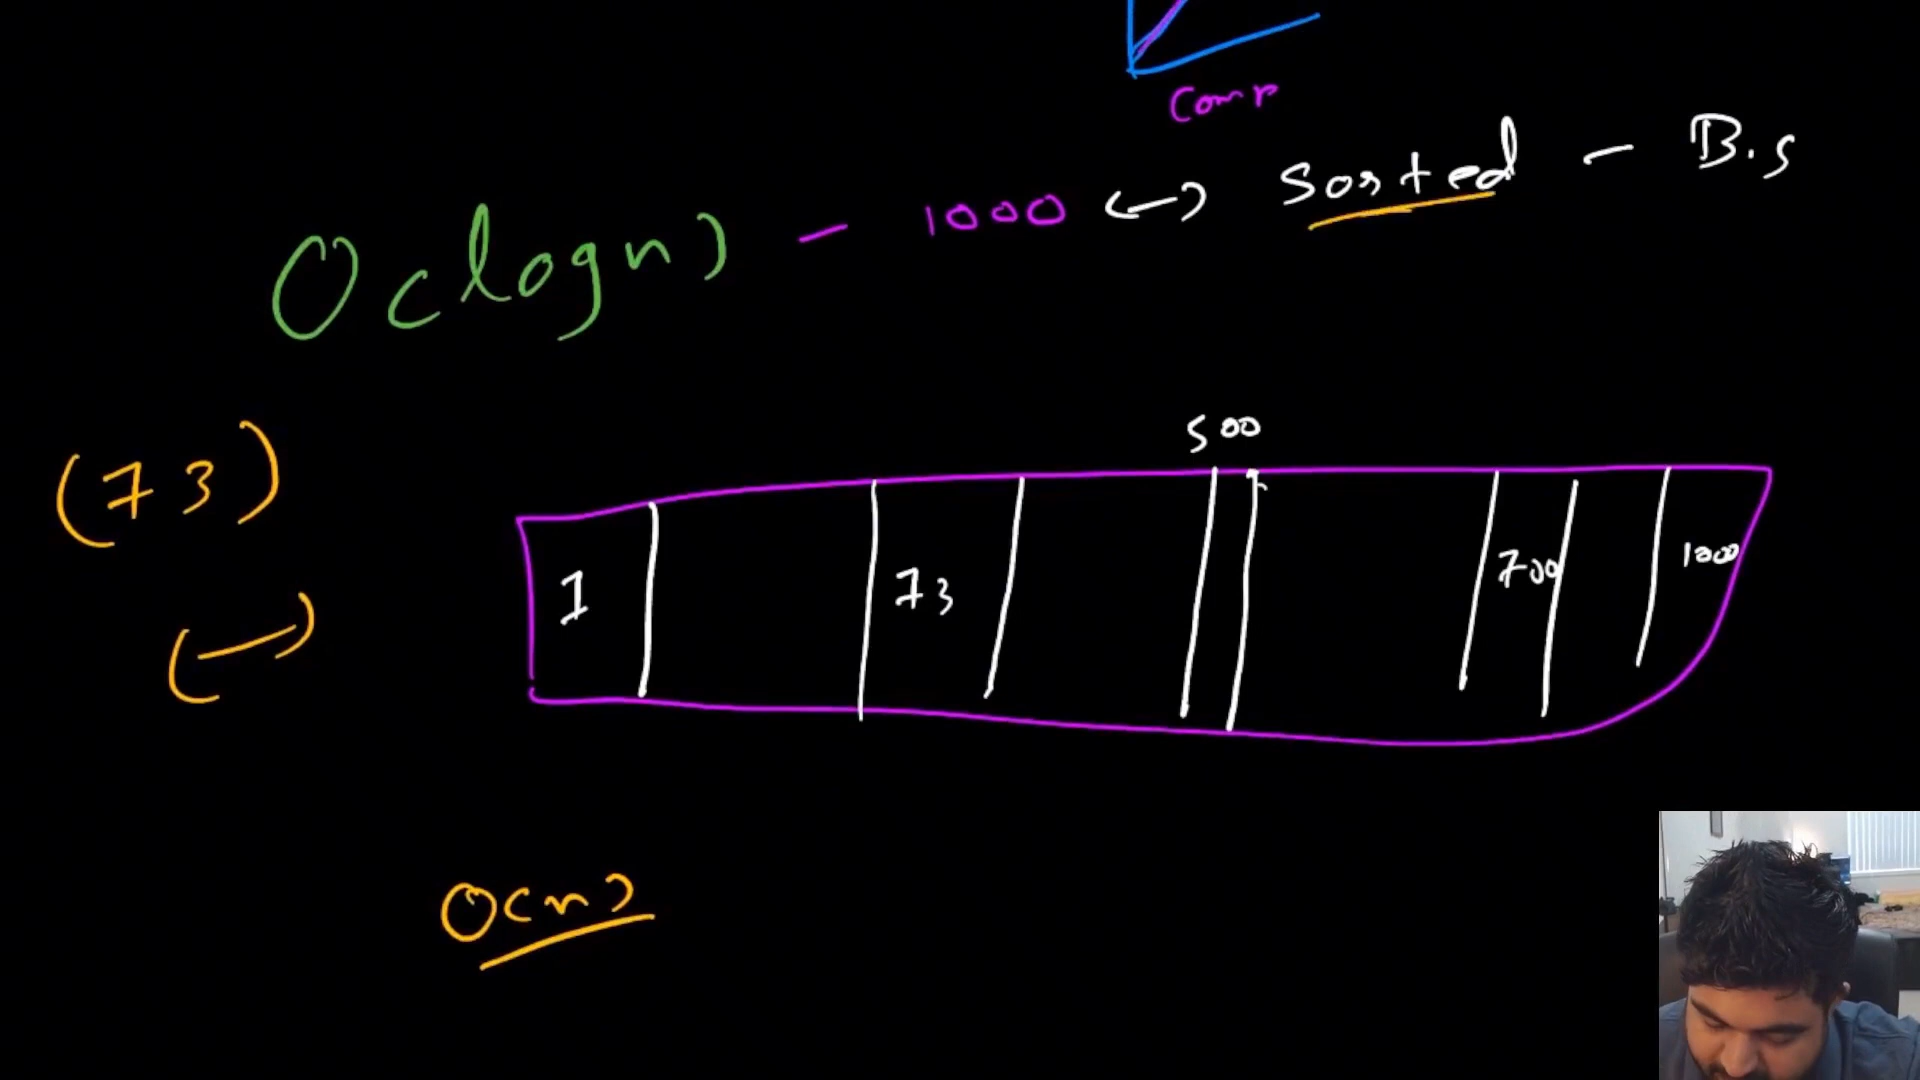 Comp
O(logn) - 1000 <-> Sorted - B.S
(73)
500
1 73 700 1000
O(n)